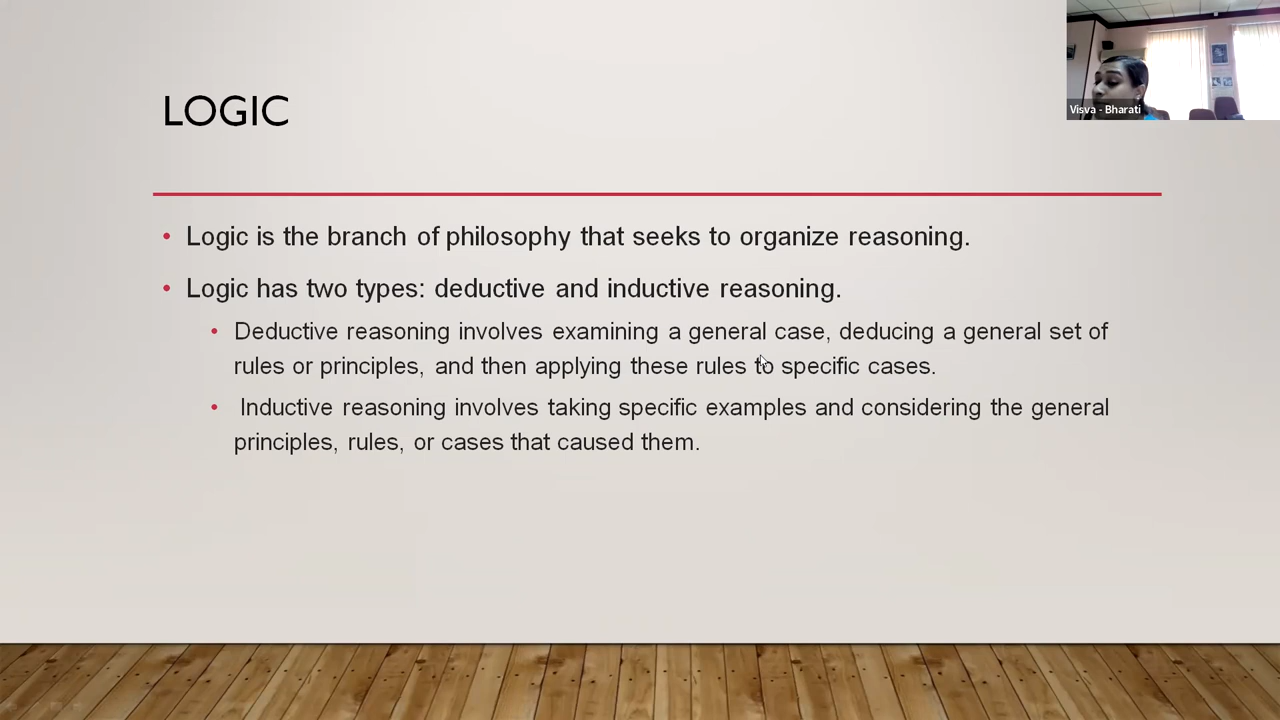 Visva - Bharati
LOGIC
• Logic is the branch of philosophy that seeks to organize reasoning.
• Logic has two types: deductive and inductive reasoning.
• Deductive reasoning involves examining a general case, deducing a general set of
rules or principles, and then applying these rules to specific cases.
• Inductive reasoning involves taking specific examples and considering the general
principles, rules, or cases that caused them.